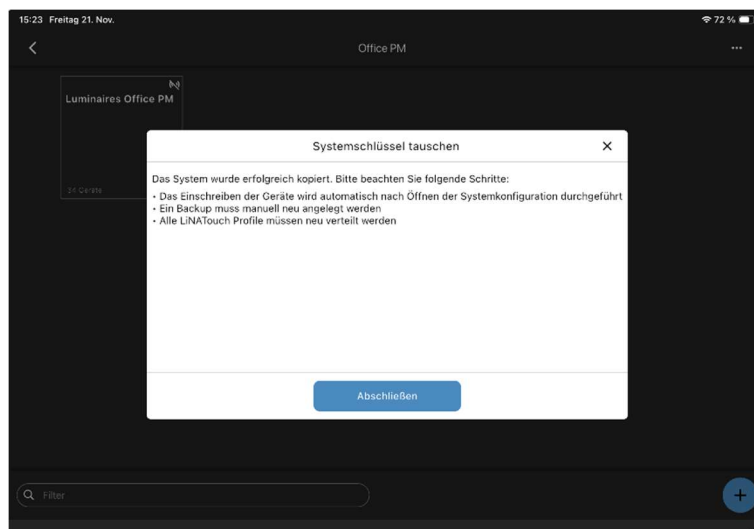 15:23 Freitag 21. Nov.
72 %
Office PM
Luminaires Office PM
34 Geräte
Systemschlüssel tauschen
Das System wurde erfolgreich kopiert. Bitte beachten Sie folgende Schritte:
• Das Einschreiben der Geräte wird automatisch nach Öffnen der Systemkonfiguration durchgeführt
• Ein Backup muss manuell neu angelegt werden
• Alle LiNATouch Profile müssen neu verteilt werden
Abschließen
Filter